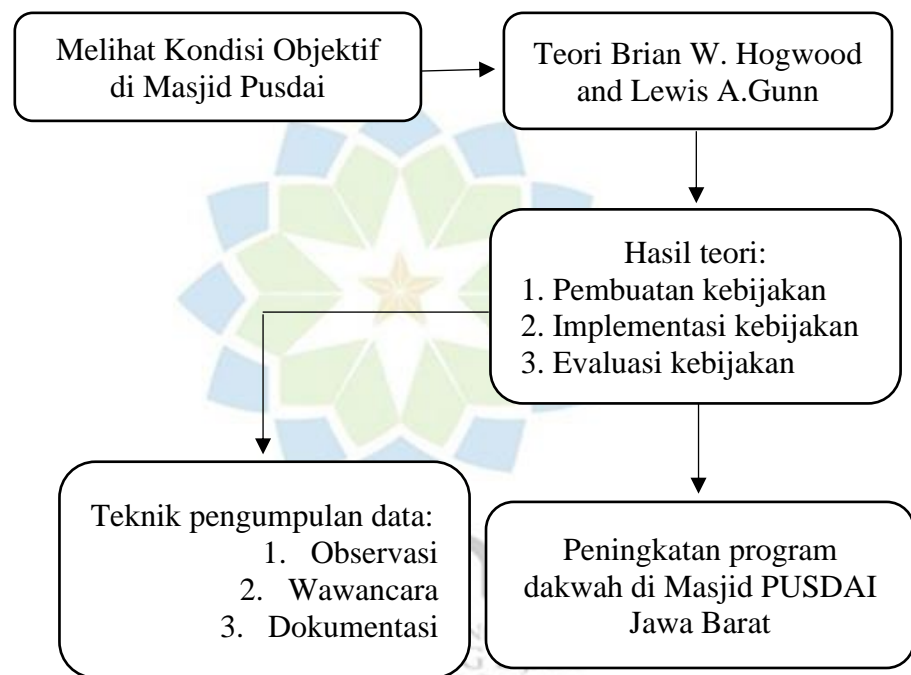 Melihat Kondisi Objektif
di Masjid Pusdai
Teori Brian W. Hogwood
and Lewis A.Gunn
Hasil teori:
1. Pembuatan kebijakan
2. Implementasi kebijakan
3. Evaluasi kebijakan
Teknik pengumpulan data:
1. Observasi
2. Wawancara
3. Dokumentasi
Peningkatan program
dakwah di Masjid PUSDAI
Jawa Barat